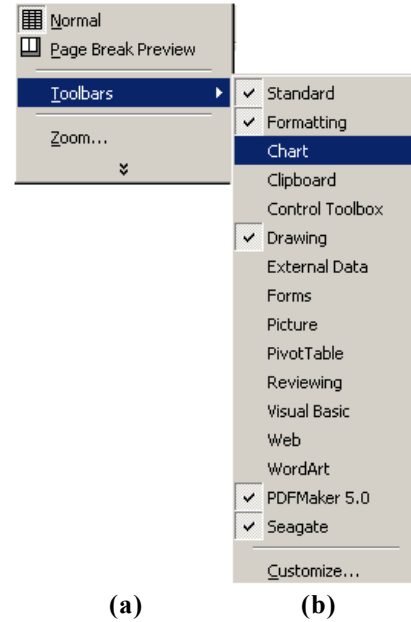 Normal
Page Break Preview
Toolbars
Zoom...
Standard
Formatting
Chart
Clipboard
Control Toolbox
Drawing
External Data
Forms
Picture
PivotTable
Reviewing
Visual Basic
Web
WordArt
PDFMaker 5.0
Seagate
Customize...
(a) (b)